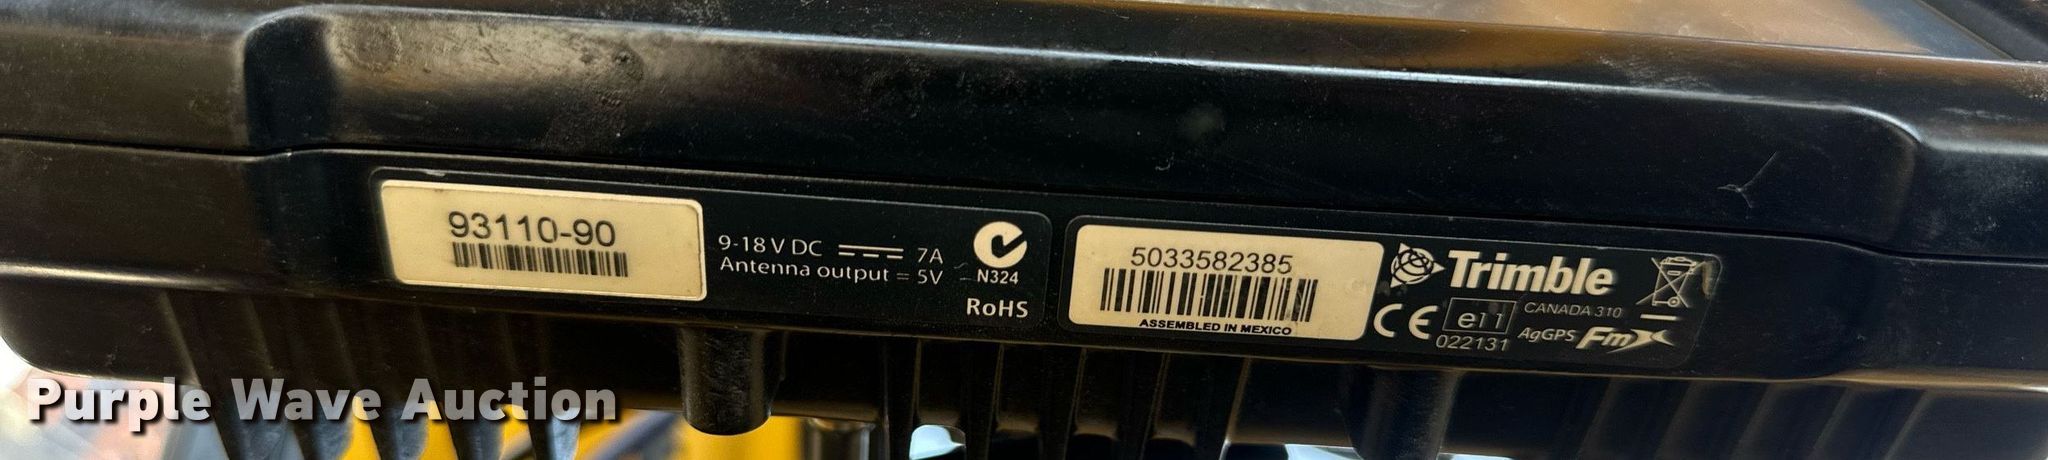 93110-90
9-18 V DC 7A
Antenna output = 5V
N324
RoHS
5033582385
ASSEMBLED IN MEXICO
Trimble
CE e11 CANADA 310
022131 AgGPS FmX
Purple Wave Auction